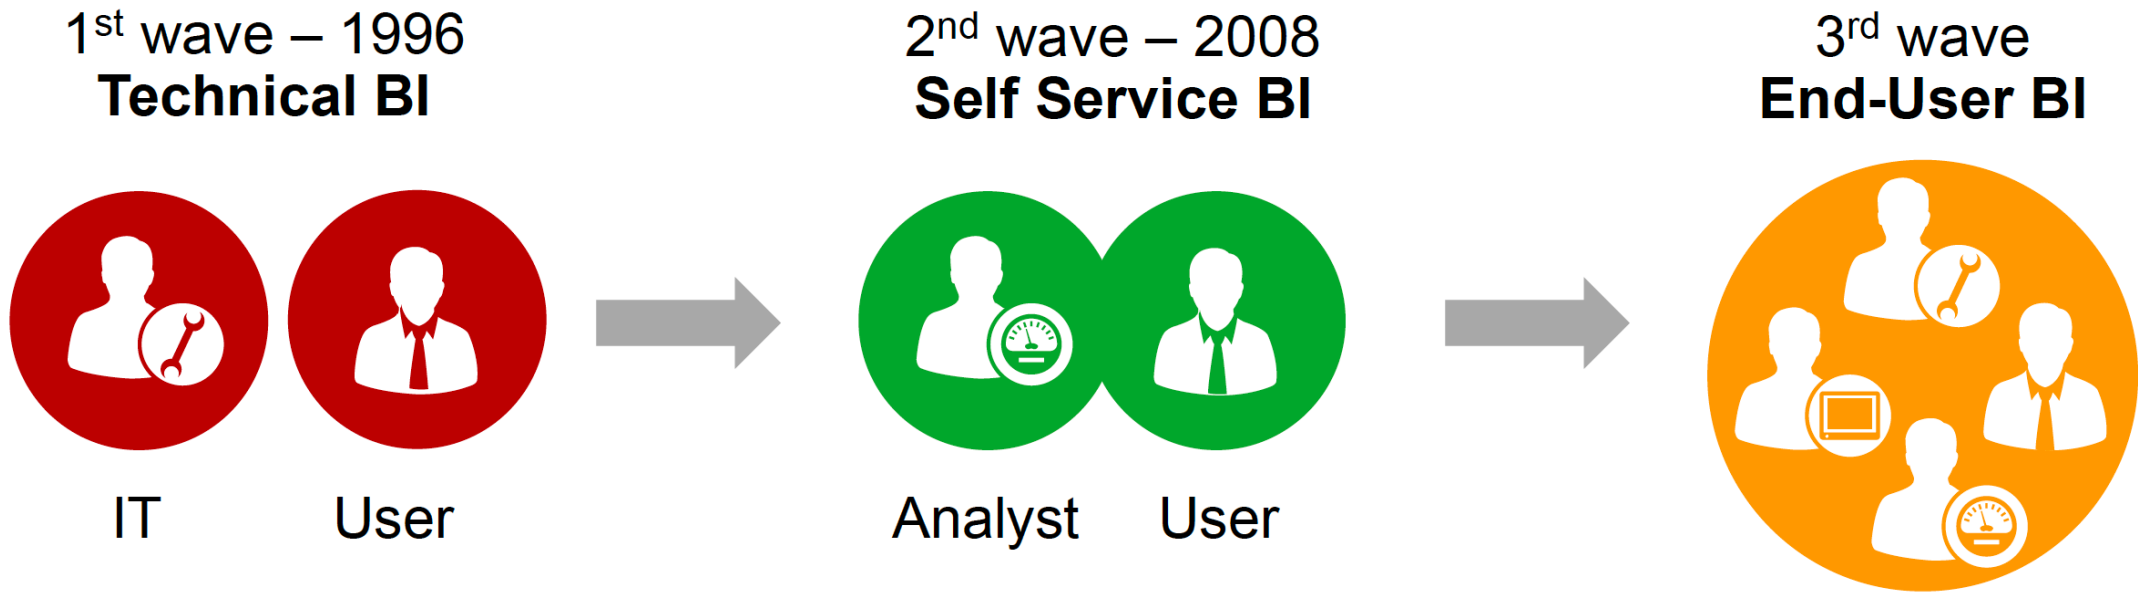 1st wave – 1996
Technical BI
2nd wave – 2008
Self Service BI
3rd wave
End-User BI
IT
User
Analyst
User